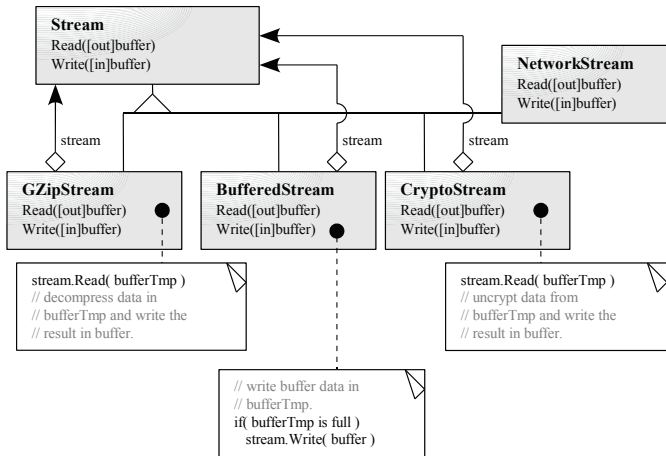 Stream
Read([out]buffer)
Write([in]buffer)
NetworkStream
Read([out]buffer)
Write([in]buffer)
stream
stream
stream
GZipStream
Read([out]buffer)
Write([in]buffer)
BufferedStream
Read([out]buffer)
Write([in]buffer)
CryptoStream
Read([out]buffer)
Write([in]buffer)
stream.Read( bufferTmp )
// decompress data in
// bufferTmp and write the
// result in buffer.
stream.Read( bufferTmp )
// uncrypt data from
// bufferTmp and write the
// result in buffer.
// write buffer data in
// bufferTmp.
if( bufferTmp is full )
stream.Write( buffer )